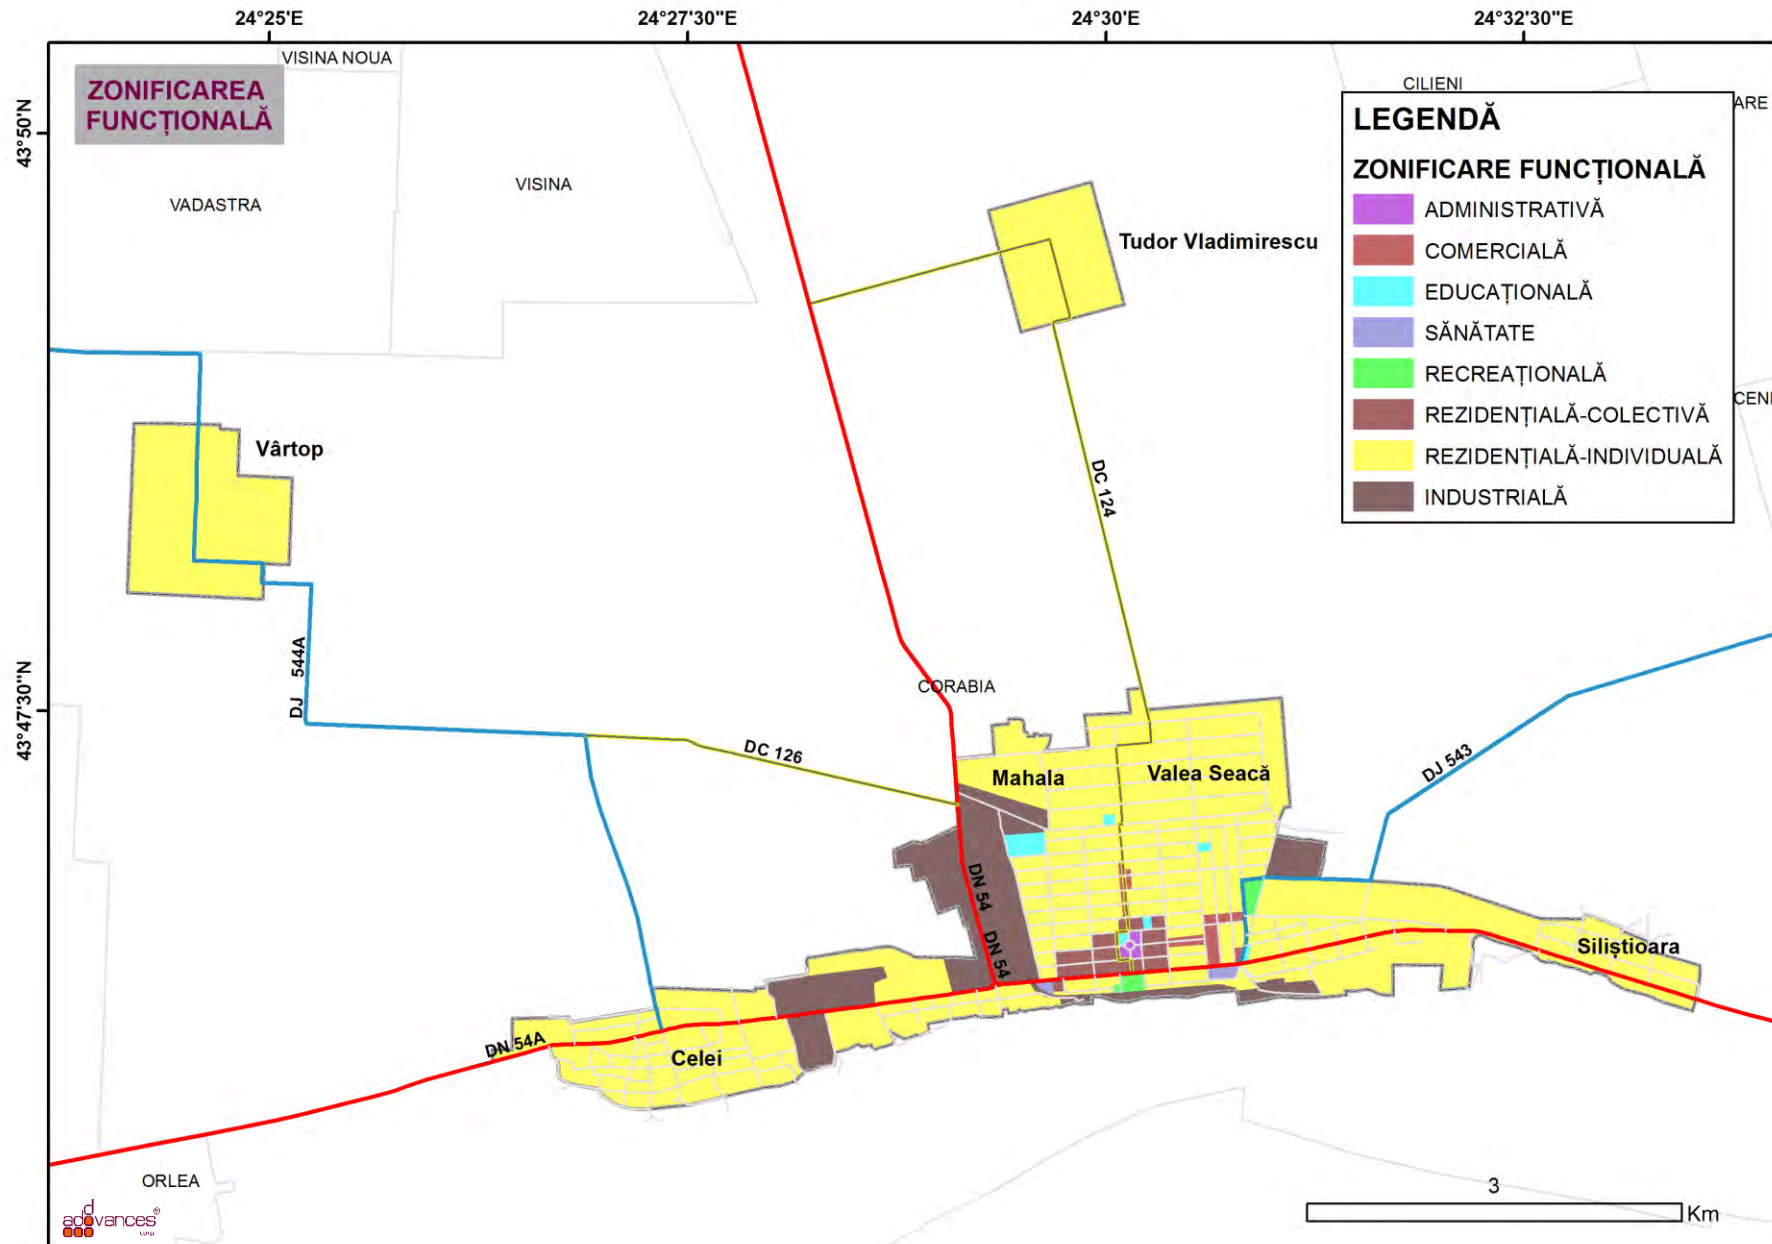 24°25'E
24°27'30"E
24°30'E
24°32'30"E
43°50'N
43°47'30"N
ZONIFICAREA
FUNCȚIONALĂ
VISINA NOUA
VADASTRA
VISINA
CILIENI
ARE
CENI
LEGENDĂ
ZONIFICARE FUNCȚIONALĂ
ADMINISTRATIVĂ
COMERCIALĂ
EDUCAȚIONALĂ
SĂNĂTATE
RECREAȚIONALĂ
REZIDENȚIALĂ-COLECTIVĂ
REZIDENȚIALĂ-INDIVIDUALĂ
INDUSTRIALĂ
Tudor Vladimirescu
Vârtop
DC 124
DJ 544A
CORABIA
DC 126
Mahala
Valea Seacă
DJ 543
DN 54
DN 54
Siliștioara
DN 54A
Celei
ORLEA
addvances®
3
Km